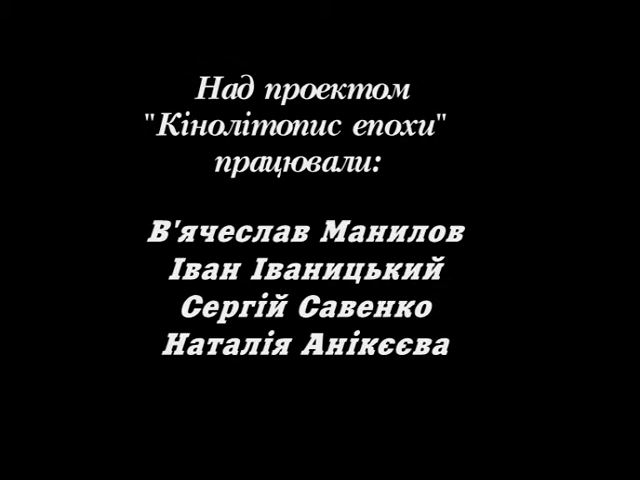 Над проектом
"Кінолітопис епохи"
працювали:
В'ячеслав Манилов
Іван Іваницький
Сергій Савенко
Наталія Анікєєва